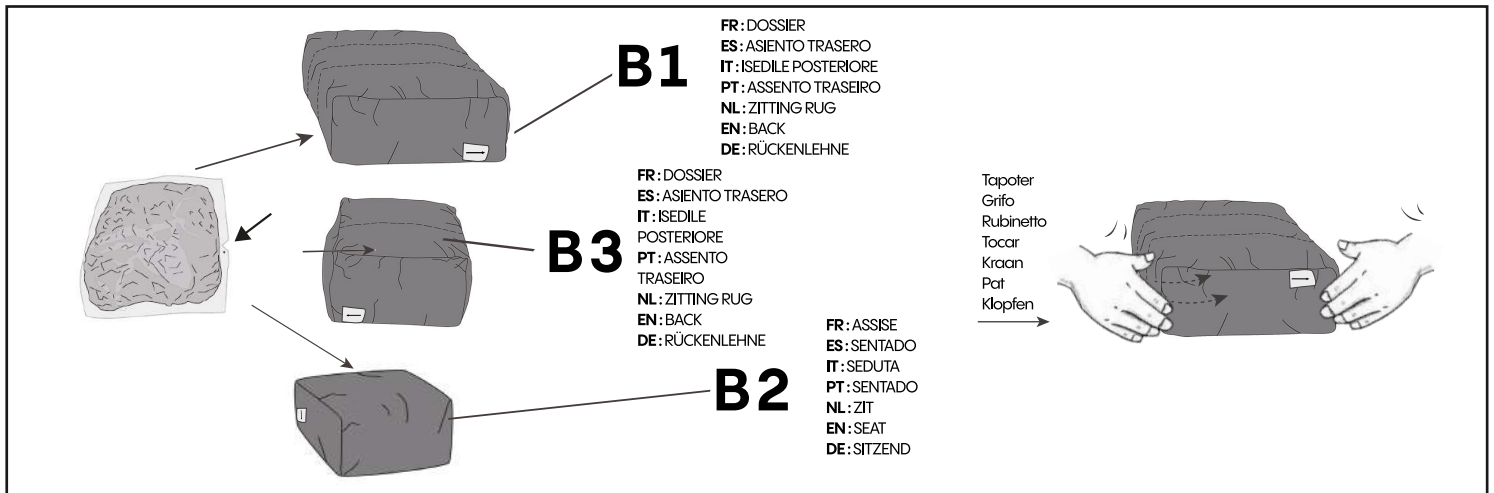 B1
FR: DOSSIER
ES: ASIENTO TRASERO
IT: ISEDILE POSTERIORE
PT: ASSENTO TRASEIRO
NL: ZITTING RUG
EN: BACK
DE: RÜCKENLEHNE
B3
FR: DOSSIER
ES: ASIENTO TRASERO
IT: ISEDILE
POSTERIORE
PT: ASSENTO
TRASEIRO
NL: ZITTING RUG
EN: BACK
DE: RÜCKENLEHNE
B2
FR: ASSISE
ES: SENTADO
IT: SEDUTA
PT: SENTADO
NL: ZIT
EN: SEAT
DE: SITZEND
Tapoter
Grifo
Rubinetto
Tocar
Kraan
Pat
Klopfen